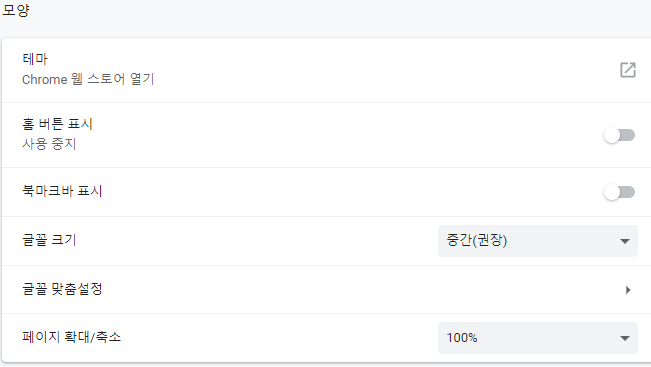 모양
테마
Chrome 웹 스토어 열기
홈 버튼 표시
사용 중지
북마크바 표시
글꼴 크기
중간(권장)
글꼴 맞춤설정
페이지 확대/축소
100%